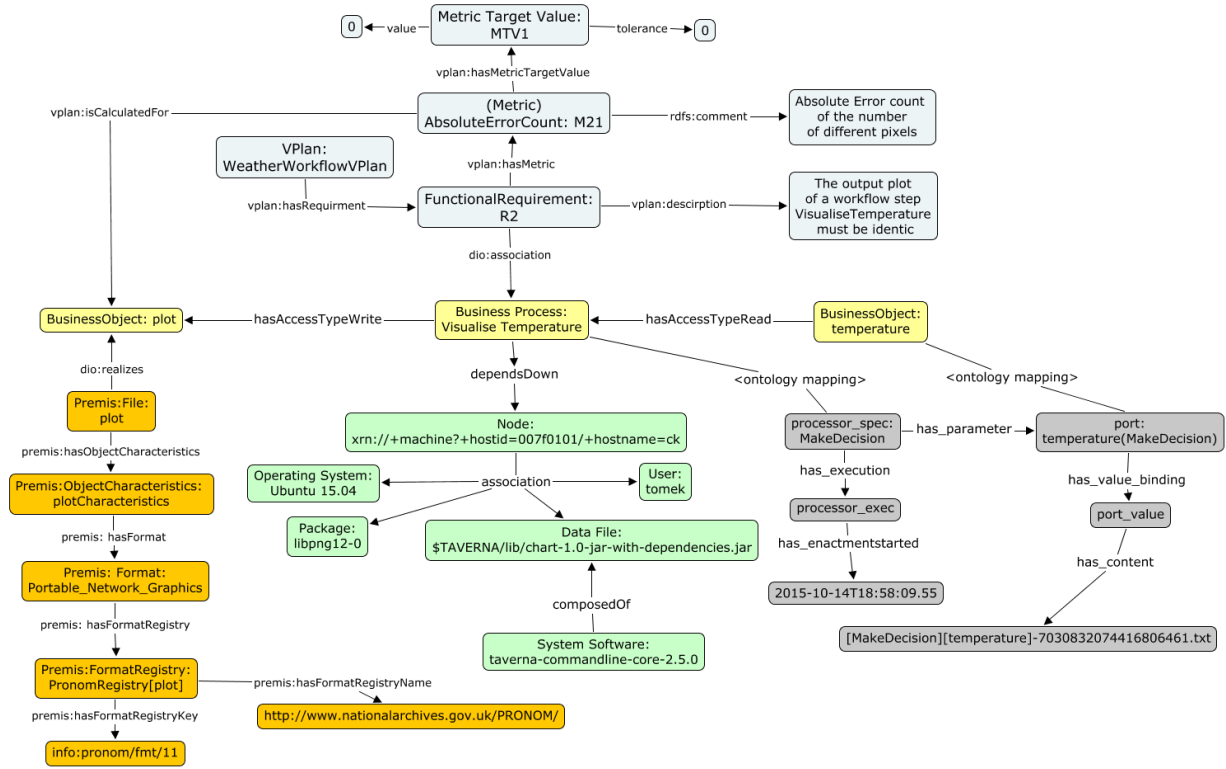 Metric Target Value:
MTV1
0
value
tolerance
0
vplan:hasMetricTargetValue
vplan:isCalculatedFor
(Metric)
AbsoluteErrorCount: M21
rdfs:comment
Absolute Error count
of the number
of different pixels
VPlan:
WeatherWorkflowVPlan
vplan:hasMetric
vplan:hasRequirment
FunctionalRequirement:
R2
vplan:descirption
The output plot
of a workflow step
VisualiseTemperature
must be identic
dio:association
BusinessObject: plot
hasAccessTypeWrite
Business Process:
Visualise Temperature
hasAccessTypeRead
BusinessObject:
temperature
dio:realizes
dependsDown
<ontology mapping>
<ontology mapping>
Premis:File:
plot
Node:
xrn://+machine?+hostid=007f0101/+hostname=ck
processor_spec:
MakeDecision
has_parameter
port:
temperature(MakeDecision)
premis:hasObjectCharacteristics
Premis:ObjectCharacteristics:
plotCharacteristics
Operating System:
Ubuntu 15.04
association
User:
tomek
has_execution
has_value_binding
Package:
libpng12-0
Data File:
$TAVERNA/lib/chart-1.0-jar-with-dependencies.jar
processor_exec
port_value
premis: hasFormat
has_enactmentstarted
has_content
Premis: Format:
Portable_Network_Graphics
composedOf
2015-10-14T18:58:09.55
premis: hasFormatRegistry
System Software:
taverna-commandline-core-2.5.0
[MakeDecision][temperature]-7030832074416806461.txt
Premis:FormatRegistry:
PronomRegistry[plot]
premis:hasFormatRegistryName
http://www.nationalarchives.gov.uk/PRONOM/
premis:hasFormatRegistryKey
info:pronom/fmt/11